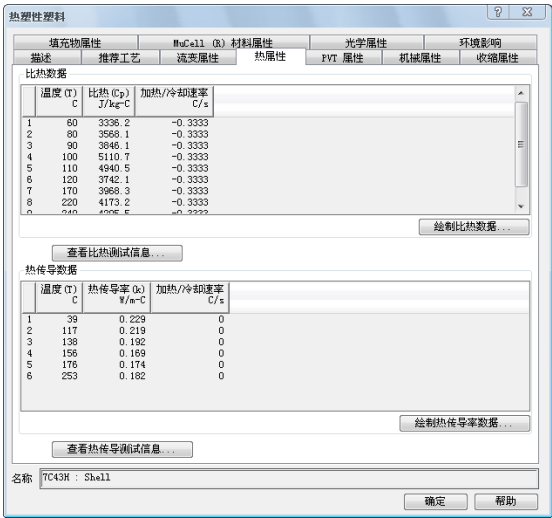 热塑性塑料
填充物属性 MuCell (R) 材料属性 光学属性 环境影响
描述 推荐工艺 流变属性 热属性 PVT 属性 机械属性 收缩属性
比热数据
温度(T) 比热(Cp) 加热/冷却速率
C J/kg-C C/s
1 60 3336.2 -0.3333
2 80 3568.1 -0.3333
3 90 3846.1 -0.3333
4 100 5110.7 -0.3333
5 110 4940.5 -0.3333
6 120 3742.1 -0.3333
7 170 3968.3 -0.3333
8 220 4173.2 -0.3333
绘制比热数据...
查看比热测试信息...
热传导数据
温度(T) 热传导率(k) 加热/冷却速率
C W/m-C C/s
1 39 0.229 0
2 117 0.219 0
3 138 0.192 0
4 156 0.169 0
5 176 0.174 0
6 253 0.182 0
绘制热传导率数据...
查看热传导测试信息...
名称 7C43H : Shell
确定 帮助